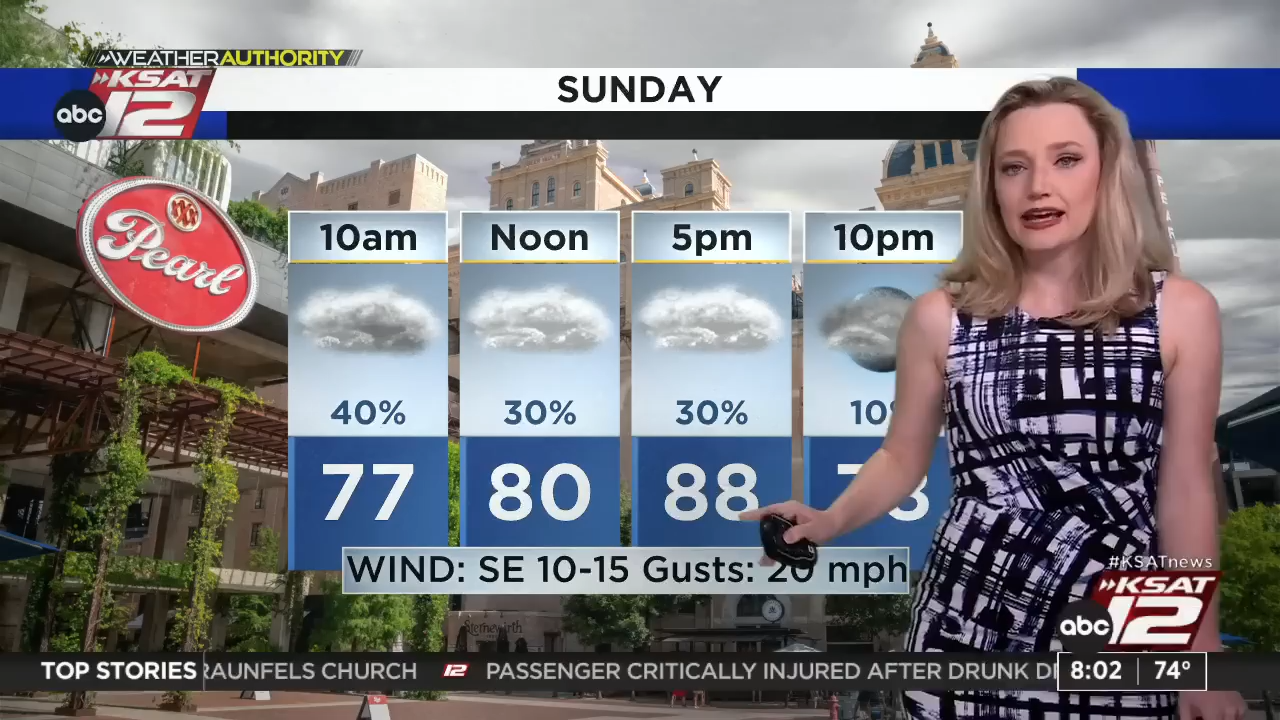 WEATHERAUTHORITY
KSAT
abc 12
SUNDAY
Pearl
10am Noon 5pm 10pm
40% 30% 30% 10%
77 80 88 78
WIND: SE 10-15 Gusts: 20 mph
#KSATnews
KSAT
abc 12
TOP STORIES RAUNFELS CHURCH 12 PASSENGER CRITICALLY INJURED AFTER DRUNK D 8:02 74°